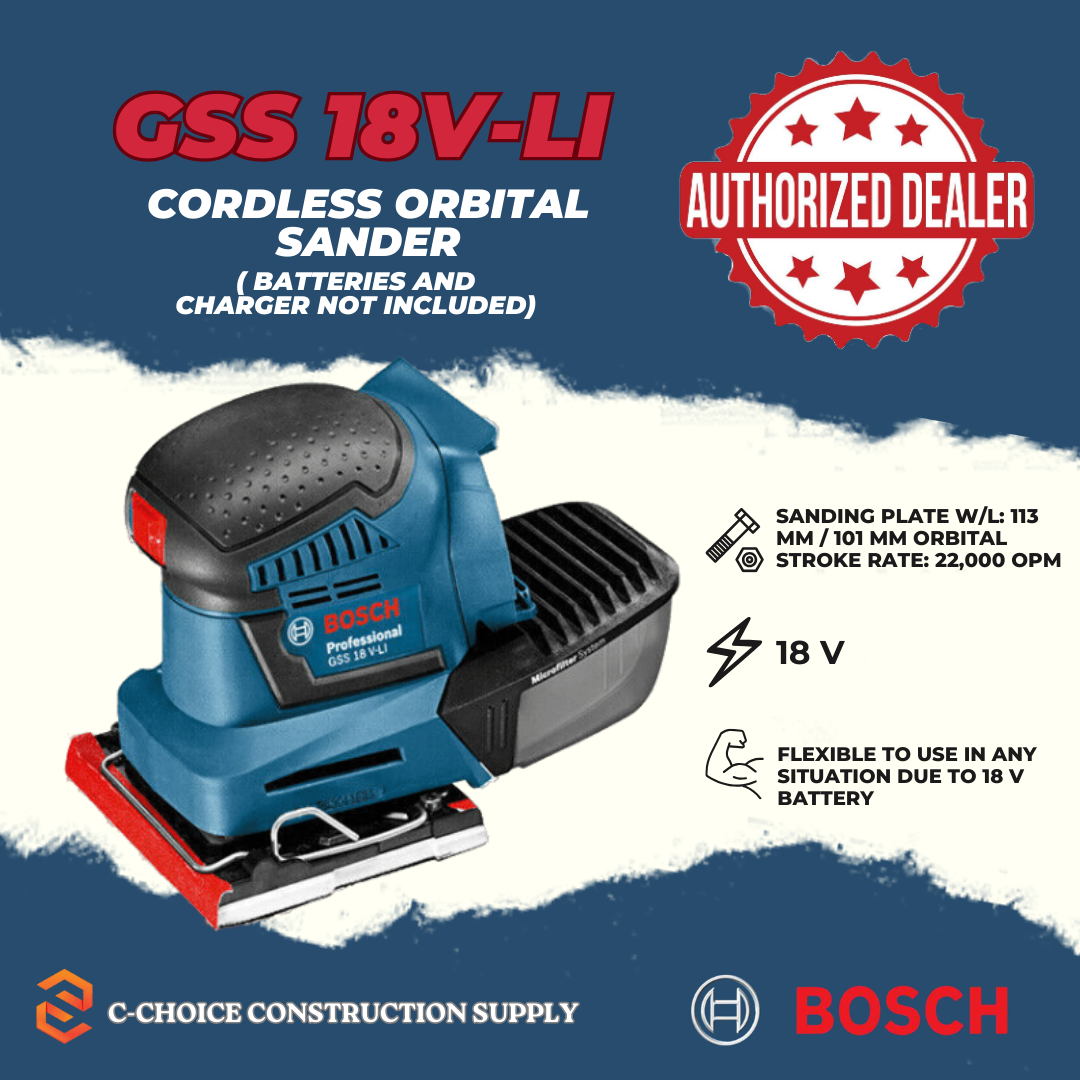 GSS 18V-LI
CORDLESS ORBITAL
SANDER
( BATTERIES AND
CHARGER NOT INCLUDED)
AUTHORIZED DEALER
SANDING PLATE W/L: 113
MM / 101 MM ORBITAL
STROKE RATE: 22,000 OPM
18 V
FLEXIBLE TO USE IN ANY
SITUATION DUE TO 18 V
BATTERY
BOSCH
Professional
GSS 18 V-LI
Microfilter System
C-CHOICE CONSTRUCTION SUPPLY
BOSCH